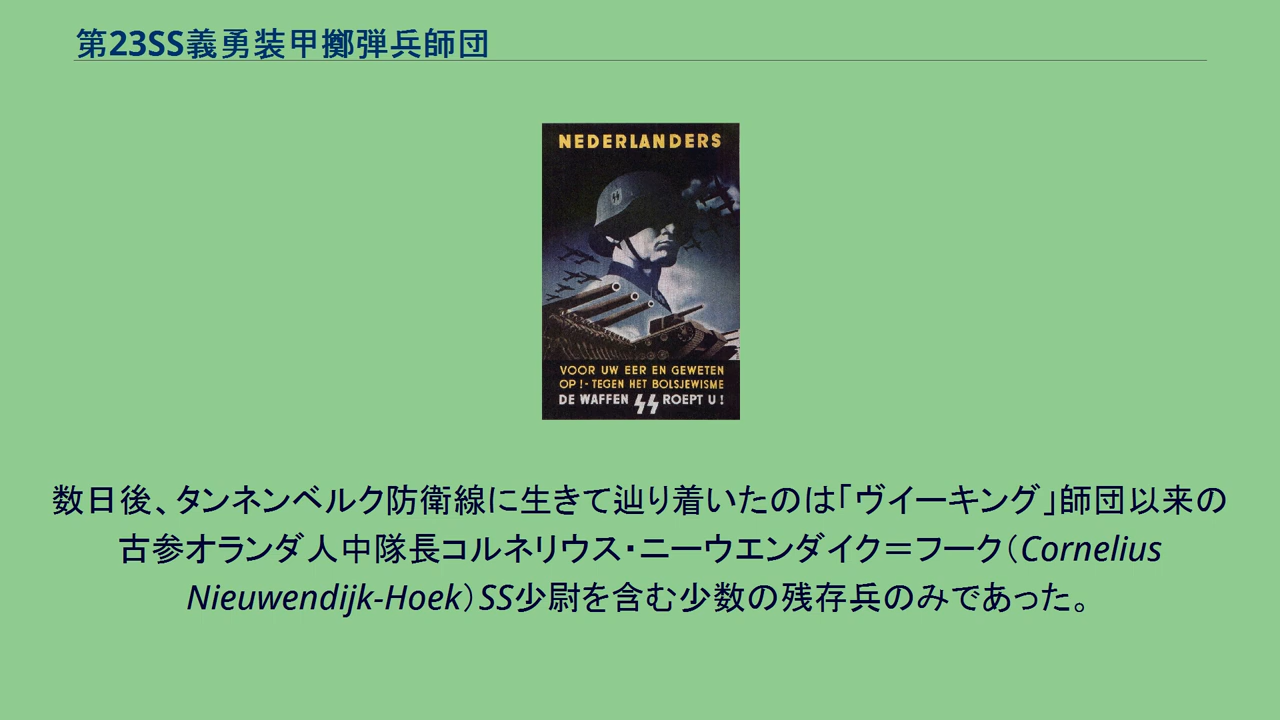 第23SS義勇装甲擲弾兵師団
NEDERLANDERS
VOOR UW EER EN GEWETEN
OP!- TEGEN HET BOLSJEWISME
DE WAFFEN SS ROEPT U!
数日後、タンネンベルク防衛線に生きて辿り着いたのは「ヴイーキング」師団以来の
古参オランダ人中隊長コルネリウス・ニーウエンダイク＝フーク（Cornelius
Nieuwendijk-Hoek）SS少尉を含む少数の残存兵のみであった。